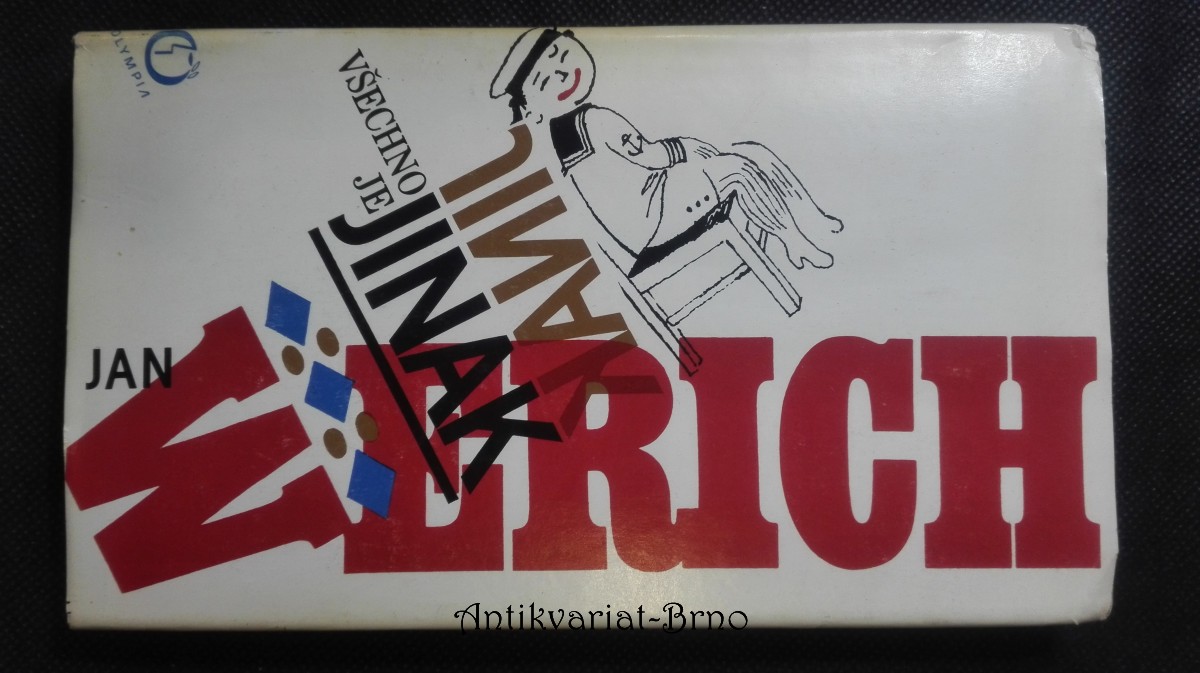 OLYMPIA
VŠECHNO
JE
JINAK
JINAK
JAN
WERICH
Antikvariat-Brno